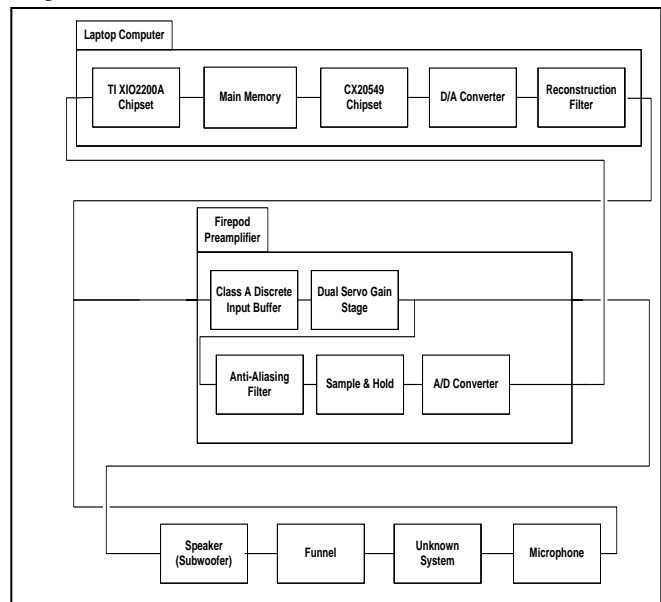 Laptop Computer
TI XIO2200A
Chipset
Main Memory
CX20549
Chipset
D/A Converter
Reconstruction
Filter
Firepod
Preamplifier
Class A Discrete
Input Buffer
Dual Servo Gain
Stage
Anti-Aliasing
Filter
Sample & Hold
A/D Converter
Speaker
(Subwoofer)
Funnel
Unknown
System
Microphone